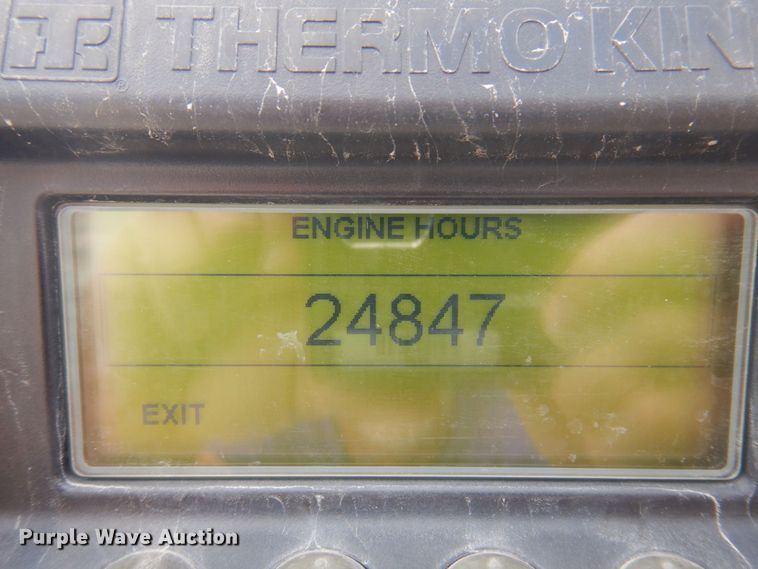 THERMO KIN
ENGINE HOURS
24847
EXIT
Purple Wave Auction